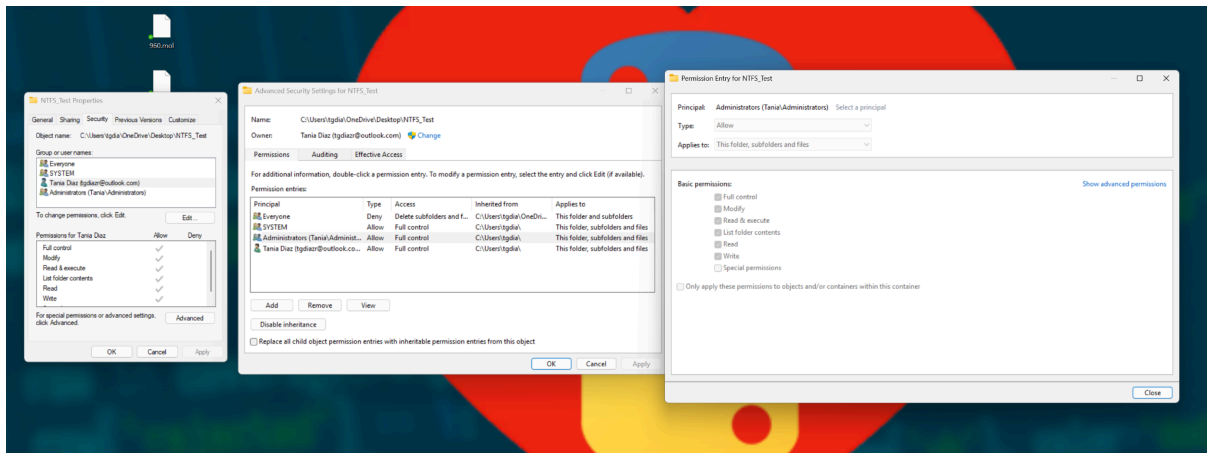 960.mol
NTFS_Test Properties
General Sharing Security Previous Versions Customize
Object name: C:\Users\tgdia\OneDrive\Desktop\NTFS_Test
Group or user names:
Everyone
SYSTEM
Tania Diaz (tgdiazr@outlook.com)
Administrators (Tania\Administrators)
To change permissions, click Edit.
Edit...
Permissions for Tania Diaz Allow Deny
Full control
Modify
Read & execute
List folder contents
Read
Write
For special permissions or advanced settings,
click Advanced.
Advanced
OK Cancel Apply
Advanced Security Settings for NTFS_Test
Name: C:\Users\tgdia\OneDrive\Desktop\NTFS_Test
Owner: Tania Diaz (tgdiazr@outlook.com) Change
Permissions Auditing Effective Access
For additional information, double-click a permission entry. To modify a permission entry, select the entry and click Edit (if available).
Permission entries:
Principal Type Access Inherited from Applies to
Everyone Deny Delete subfolders and f... C:\Users\tgdia\OneDri... This folder and subfolders
SYSTEM Allow Full control C:\Users\tgdia\ This folder, subfolders and files
Administrators (Tania\Administ... Allow Full control C:\Users\tgdia\ This folder, subfolders and files
Tania Diaz (tgdiazr@outlook.co... Allow Full control C:\Users\tgdia\ This folder, subfolders and files
Add Remove View
Disable inheritance
Replace all child object permission entries with inheritable permission entries from this object
OK Cancel Apply
Permission Entry for NTFS_Test
Principal: Administrators (Tania\Administrators) Select a principal
Type: Allow
Applies to: This folder, subfolders and files
Basic permissions: Show advanced permissions
Full control
Modify
Read & execute
List folder contents
Read
Write
Special permissions
Only apply these permissions to objects and/or containers within this container
Close